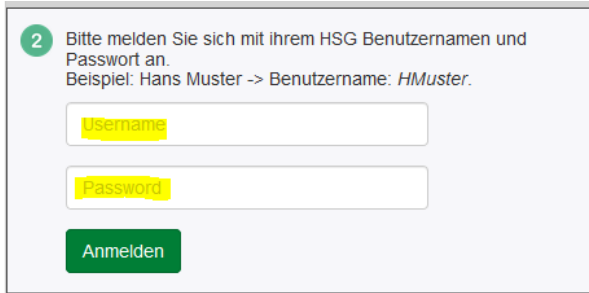 2 Bitte melden Sie sich mit ihrem HSG Benutzernamen und
Passwort an.
Beispiel: Hans Muster -> Benutzername: HMuster.
Username
Password
Anmelden